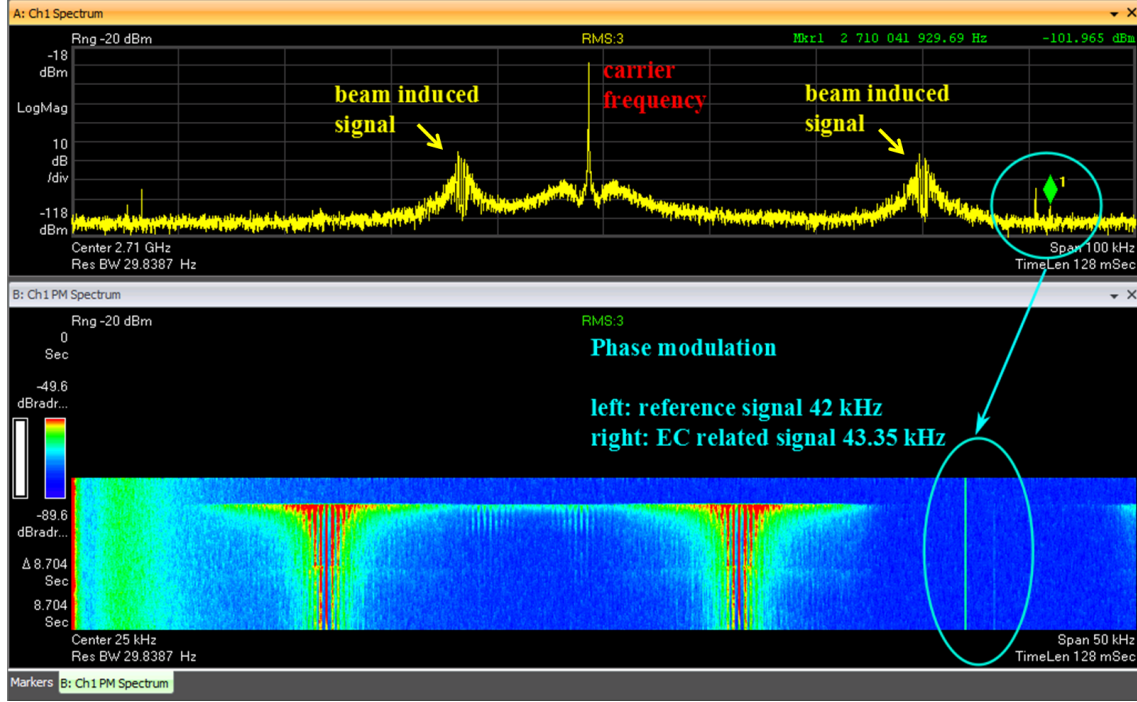 A: Ch1 Spectrum
Rng -20 dBm
RMS:3
Mkr1 2 710 041 929.69 Hz -101.965 dBm
-18
dBm
LogMag
10
dB
/div
-118
dBm
beam induced
signal
carrier
frequency
beam induced
signal
1
Center 2.71 GHz
Span 100 kHz
Res BW 29.8387 Hz
TimeLen 128 mSec
B: Ch1 PM Spectrum
Rng -20 dBm
RMS:3
0
Sec
-49.6
dBradr...
-89.6
dBradr...
Δ 8.704
Sec
8.704
Sec
Phase modulation
left: reference signal 42 kHz
right: EC related signal 43.35 kHz
Center 25 kHz
Span 50 kHz
Res BW 29.8387 Hz
TimeLen 128 mSec
Markers
B: Ch1 PM Spectrum